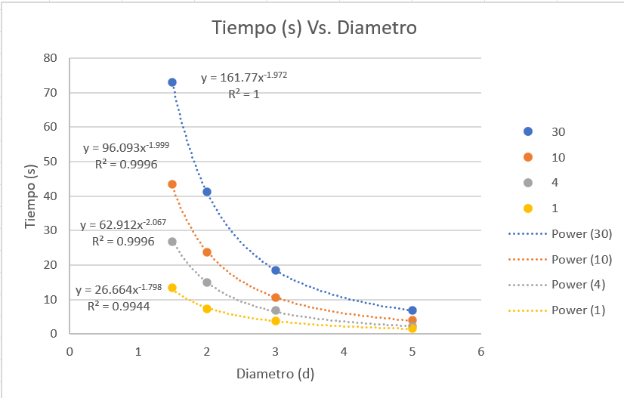 Tiempo (s) Vs. Diametro
80
70
60
50
40
30
20
10
0
0 1 2 3 4 5 6
Tiempo (s)
Diametro (d)
y = 161.77x^-1.972
R² = 1
y = 96.093x^-1.999
R² = 0.9996
y = 62.912x^-2.067
R² = 0.9996
y = 26.664x^-1.798
R² = 0.9944
30
10
4
1
Power (30)
Power (10)
Power (4)
Power (1)